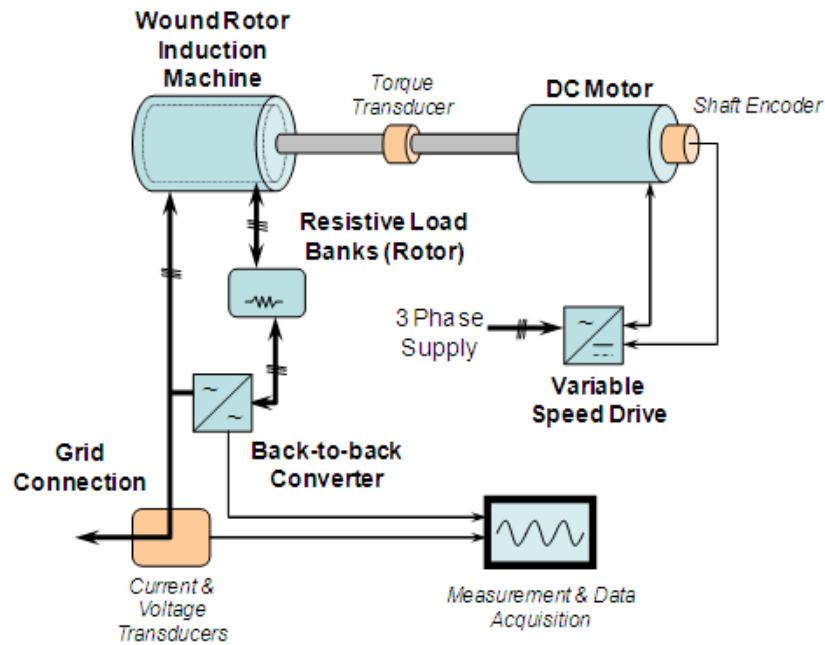 Wound Rotor
Induction
Machine
Torque
Transducer
DC Motor
Shaft Encoder
Resistive Load
Banks (Rotor)
3 Phase
Supply
~
~
~
Variable
Speed Drive
Grid
Connection
Back-to-back
Converter
Current &
Voltage
Transducers
Measurement & Data
Acquisition